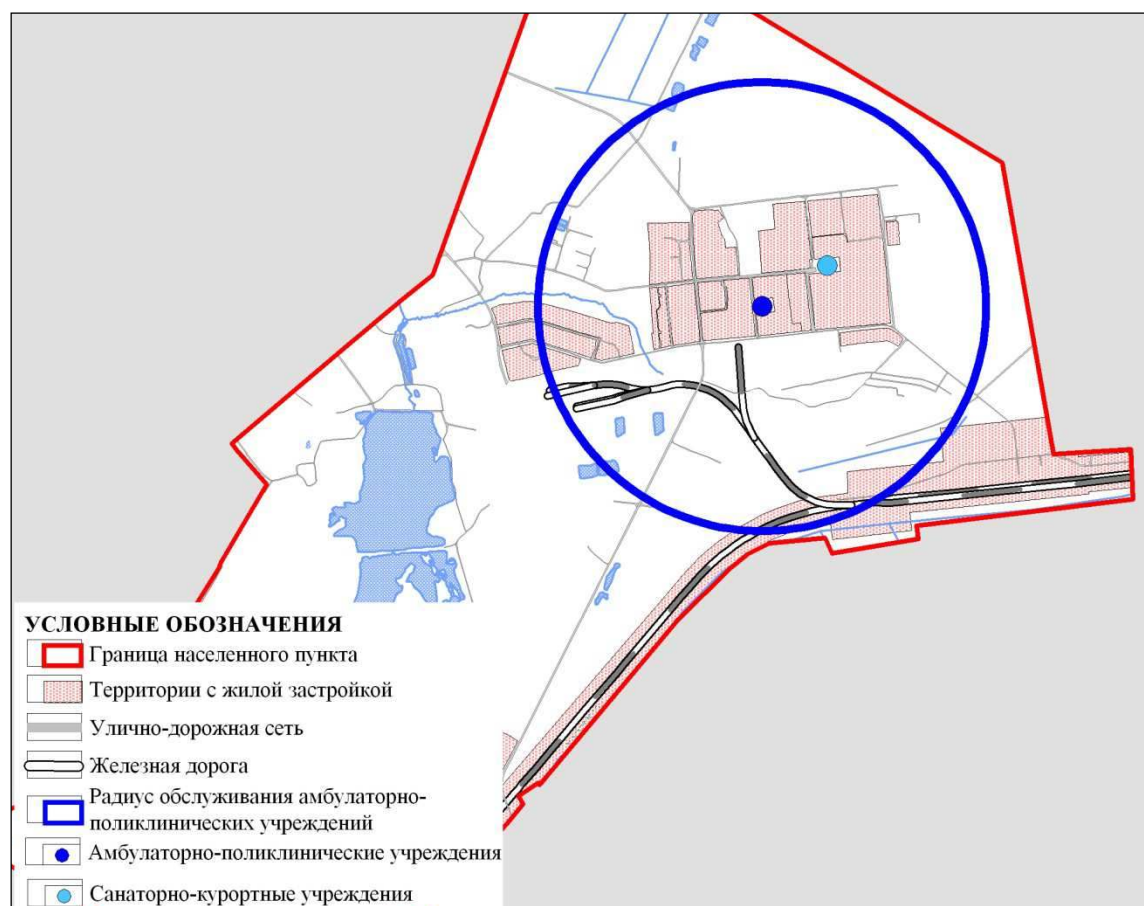 УСЛОВНЫЕ ОБОЗНАЧЕНИЯ
Граница населенного пункта
Территории с жилой застройкой
Улично-дорожная сеть
Железная дорога
Радиус обслуживания амбулаторно-
поликлинических учреждений
Амбулаторно-поликлинические учреждения
Санаторно-курортные учреждения